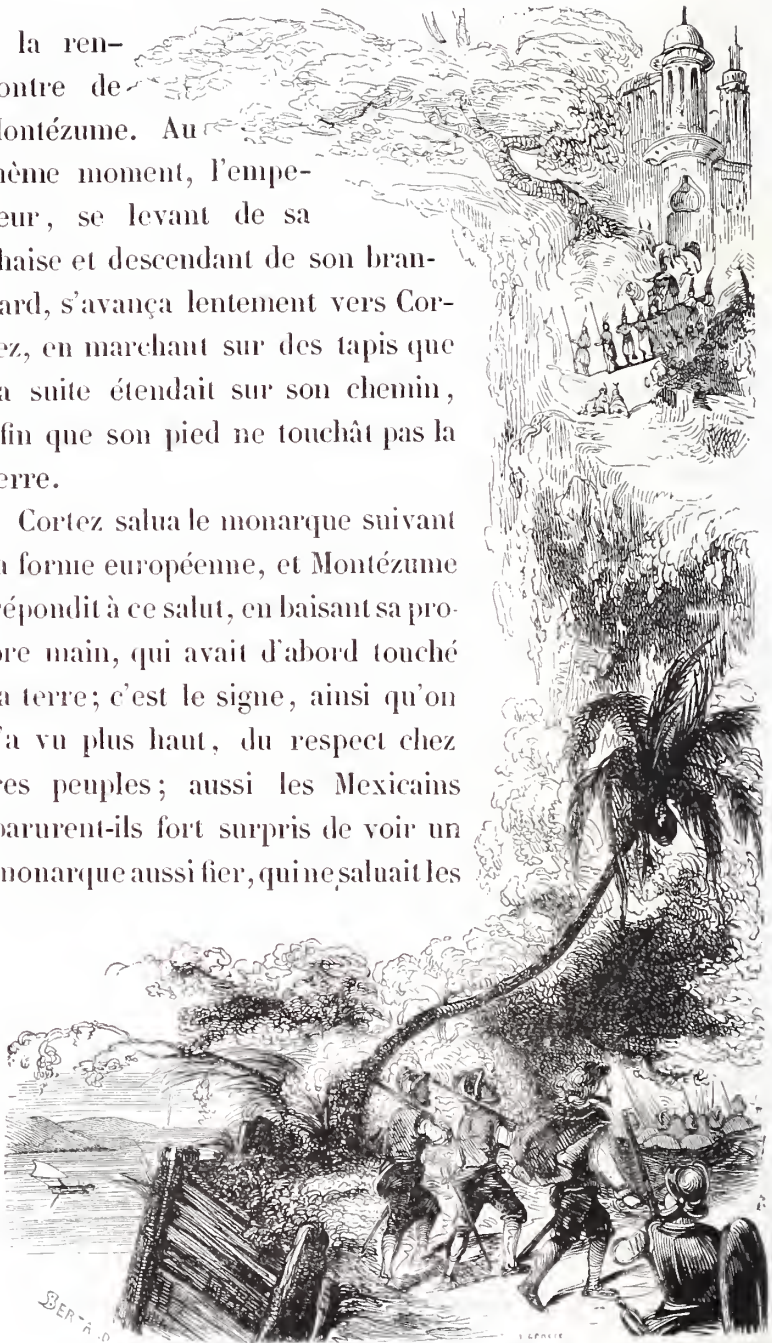 la ren-
ontre de
ontézume. Au
ême moment, l'empe-
eur, se levant de sa
haise et descendant de son bran-
ard, s'avança lentement vers Cor-
ez, en marchant sur des tapis que
a suite étendait sur son chemin,
fin que son pied ne touchât pas la
erre.
Cortez salua le monarque suivant
a forme européenne, et Montézume
répondit à ce salut, en baisant sa pro-
pre main, qui avait d'abord touché
a terre; c'est le signe, ainsi qu'on
'a vu plus haut, du respect chez
res peuples; aussi les Mexicains
parurent-ils fort surpris de voir un
monarque aussi fier, qui ne saluait les